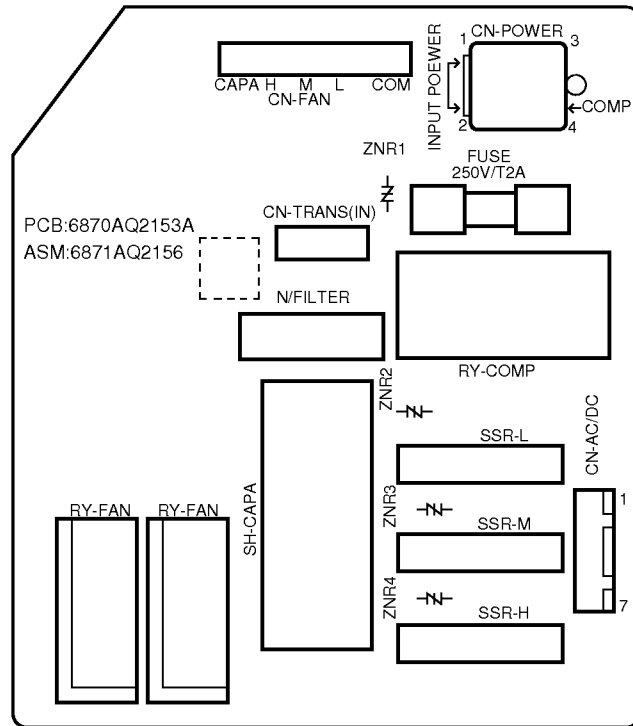 1 CN-POWER 3
INPUT POEWER
CAPA H M L COM
CN-FAN
COMP
2 4
ZNR1
FUSE
250V/T2A
CN-TRANS(IN)
PCB:6870AQ2153A
ASM:6871AQ2156
N/FILTER
RY-COMP
ZNR2
SSR-L
CN-AC/DC
SH-CAPA
ZNR3
1
RY-FAN RY-FAN
SSR-M
ZNR4
7
SSR-H